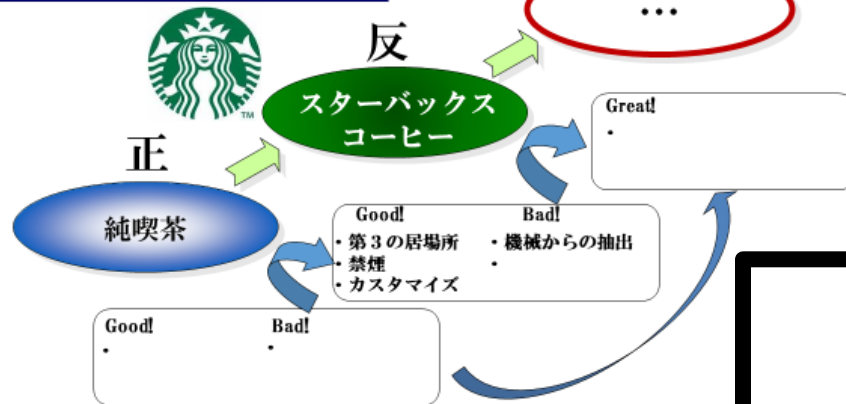 …
反
スターバックス
コーヒー
TM
正
純喫茶
Great!
・
Good! Bad!
・第3の居場所 ・機械からの抽出
・禁煙 ・
・カスタマイズ
Good! Bad!
・ ・